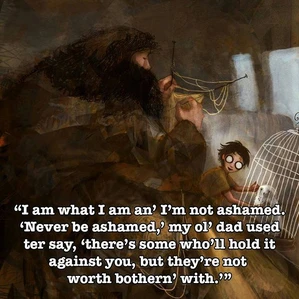 “I am what I am an’ I’m not ashamed.
‘Never be ashamed,’ my ol’ dad used
ter say, ‘there’s some who’ll hold it
against you, but they’re not
worth bothern’ with.’”